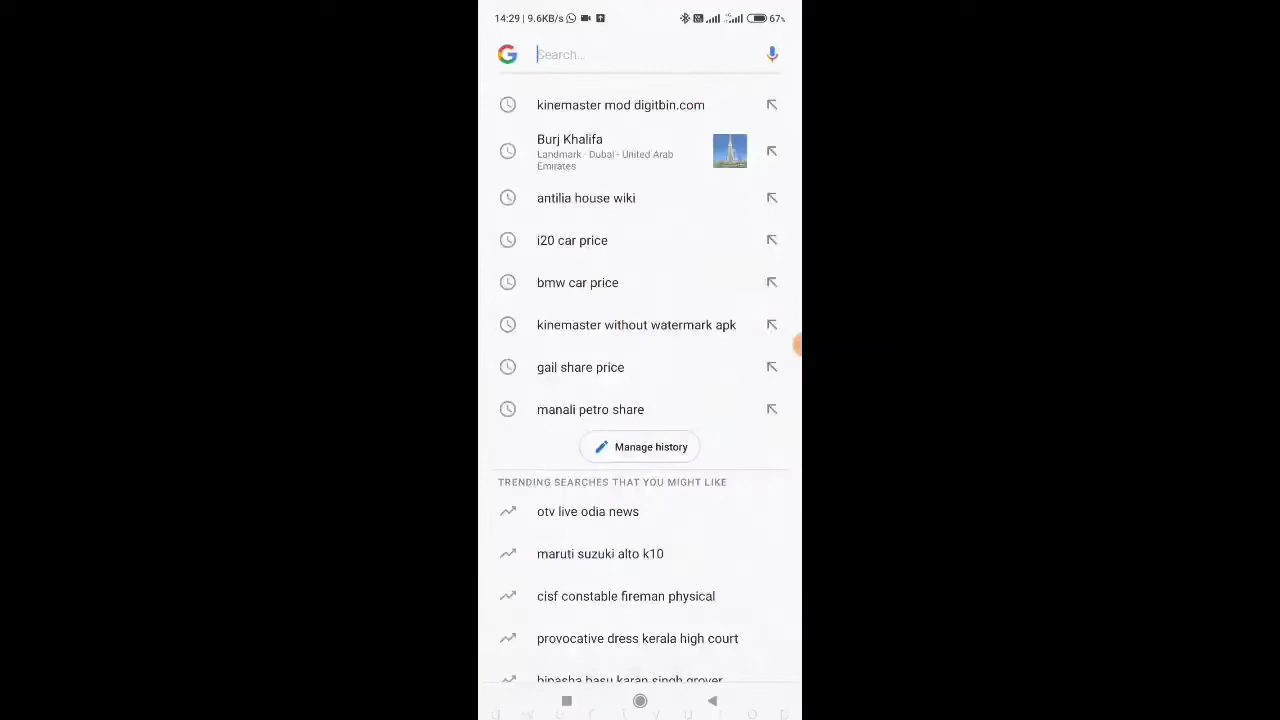 14:29 | 9.6KB/s
67%
Search...
kinemaster mod digitbin.com
Burj Khalifa
Landmark · Dubai · United Arab
Emirates
antilia house wiki
i20 car price
bmw car price
kinemaster without watermark apk
gail share price
manali petro share
Manage history
TRENDING SEARCHES THAT YOU MIGHT LIKE
otv live odia news
maruti suzuki alto k10
cisf constable fireman physical
provocative dress kerala high court
bipasha basu karan singh grover